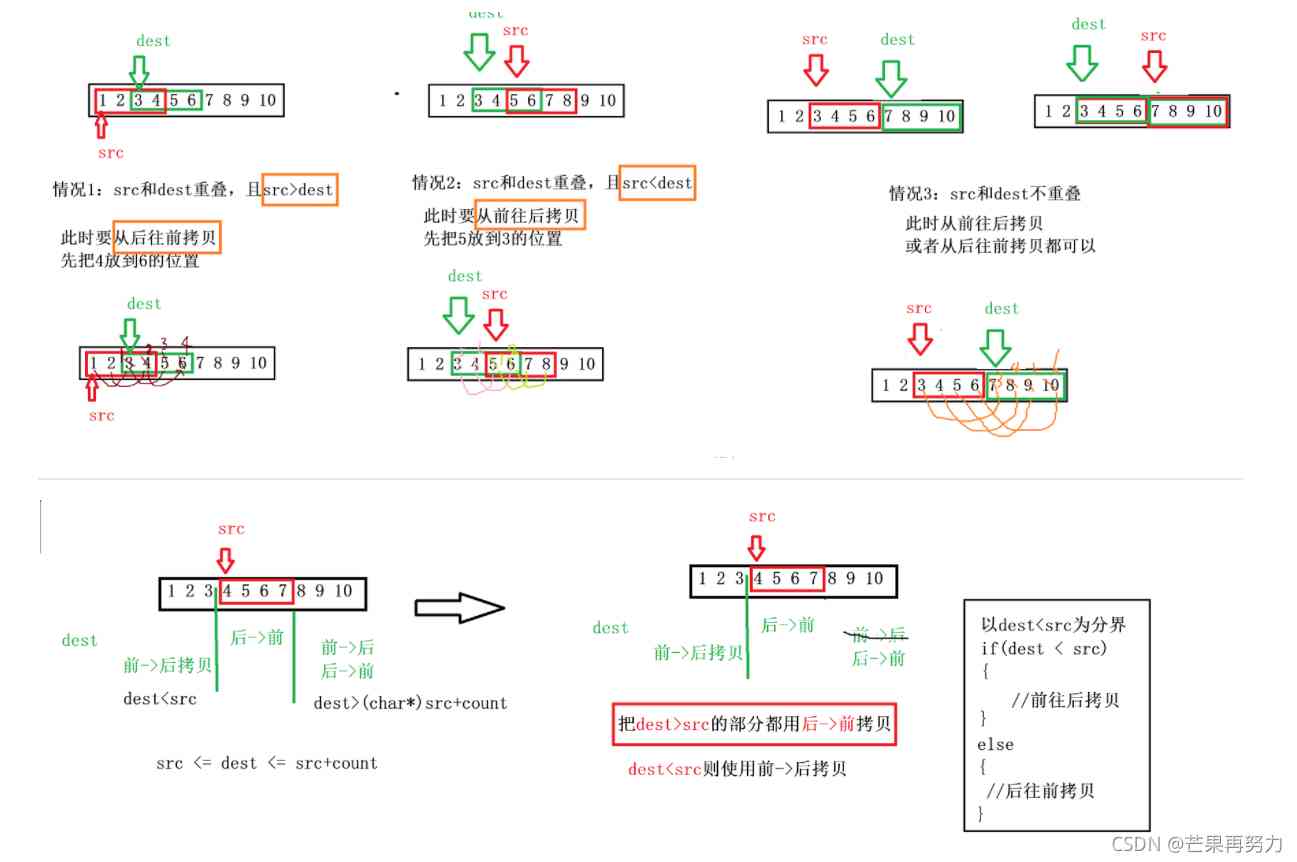 dest
1 2 3 4 5 6 7 8 9 10
src
情况1: src和dest重叠, 且src>dest
此时要从后往前拷贝
先把4放到6的位置
dest
src
1 2 3 4 5 6 7 8 9 10
情况2: src和dest重叠, 且src<dest
此时要从前往后拷贝
先把5放到3的位置
src
dest
1 2 3 4 5 6 7 8 9 10
dest
src
1 2 3 4 5 6 7 8 9 10
情况3: src和dest不重叠
此时从前往后拷贝
或者从后往前拷贝都可以
dest
3 4
1 2 3 4 5 6 7 8 9 10
src
dest
src
1 2 3 4 5 6 7 8 9 10
src
dest
1 2 3 4 5 6 7 8 9 10
src
1 2 3 4 5 6 7 8 9 10
dest
后->前
前->后拷贝
前->后
后->前
dest<src
dest>(char*)src+count
src <= dest <= src+count
src
1 2 3 4 5 6 7 8 9 10
dest
后->前
前->后拷贝
前->后
后->前
把dest>src的部分都用后->前拷贝
dest<src则使用前->后拷贝
以dest<src为分界
if(dest < src)
{
//前往后拷贝
}
else
{
//后往前拷贝
}
CSDN @芒果再努力